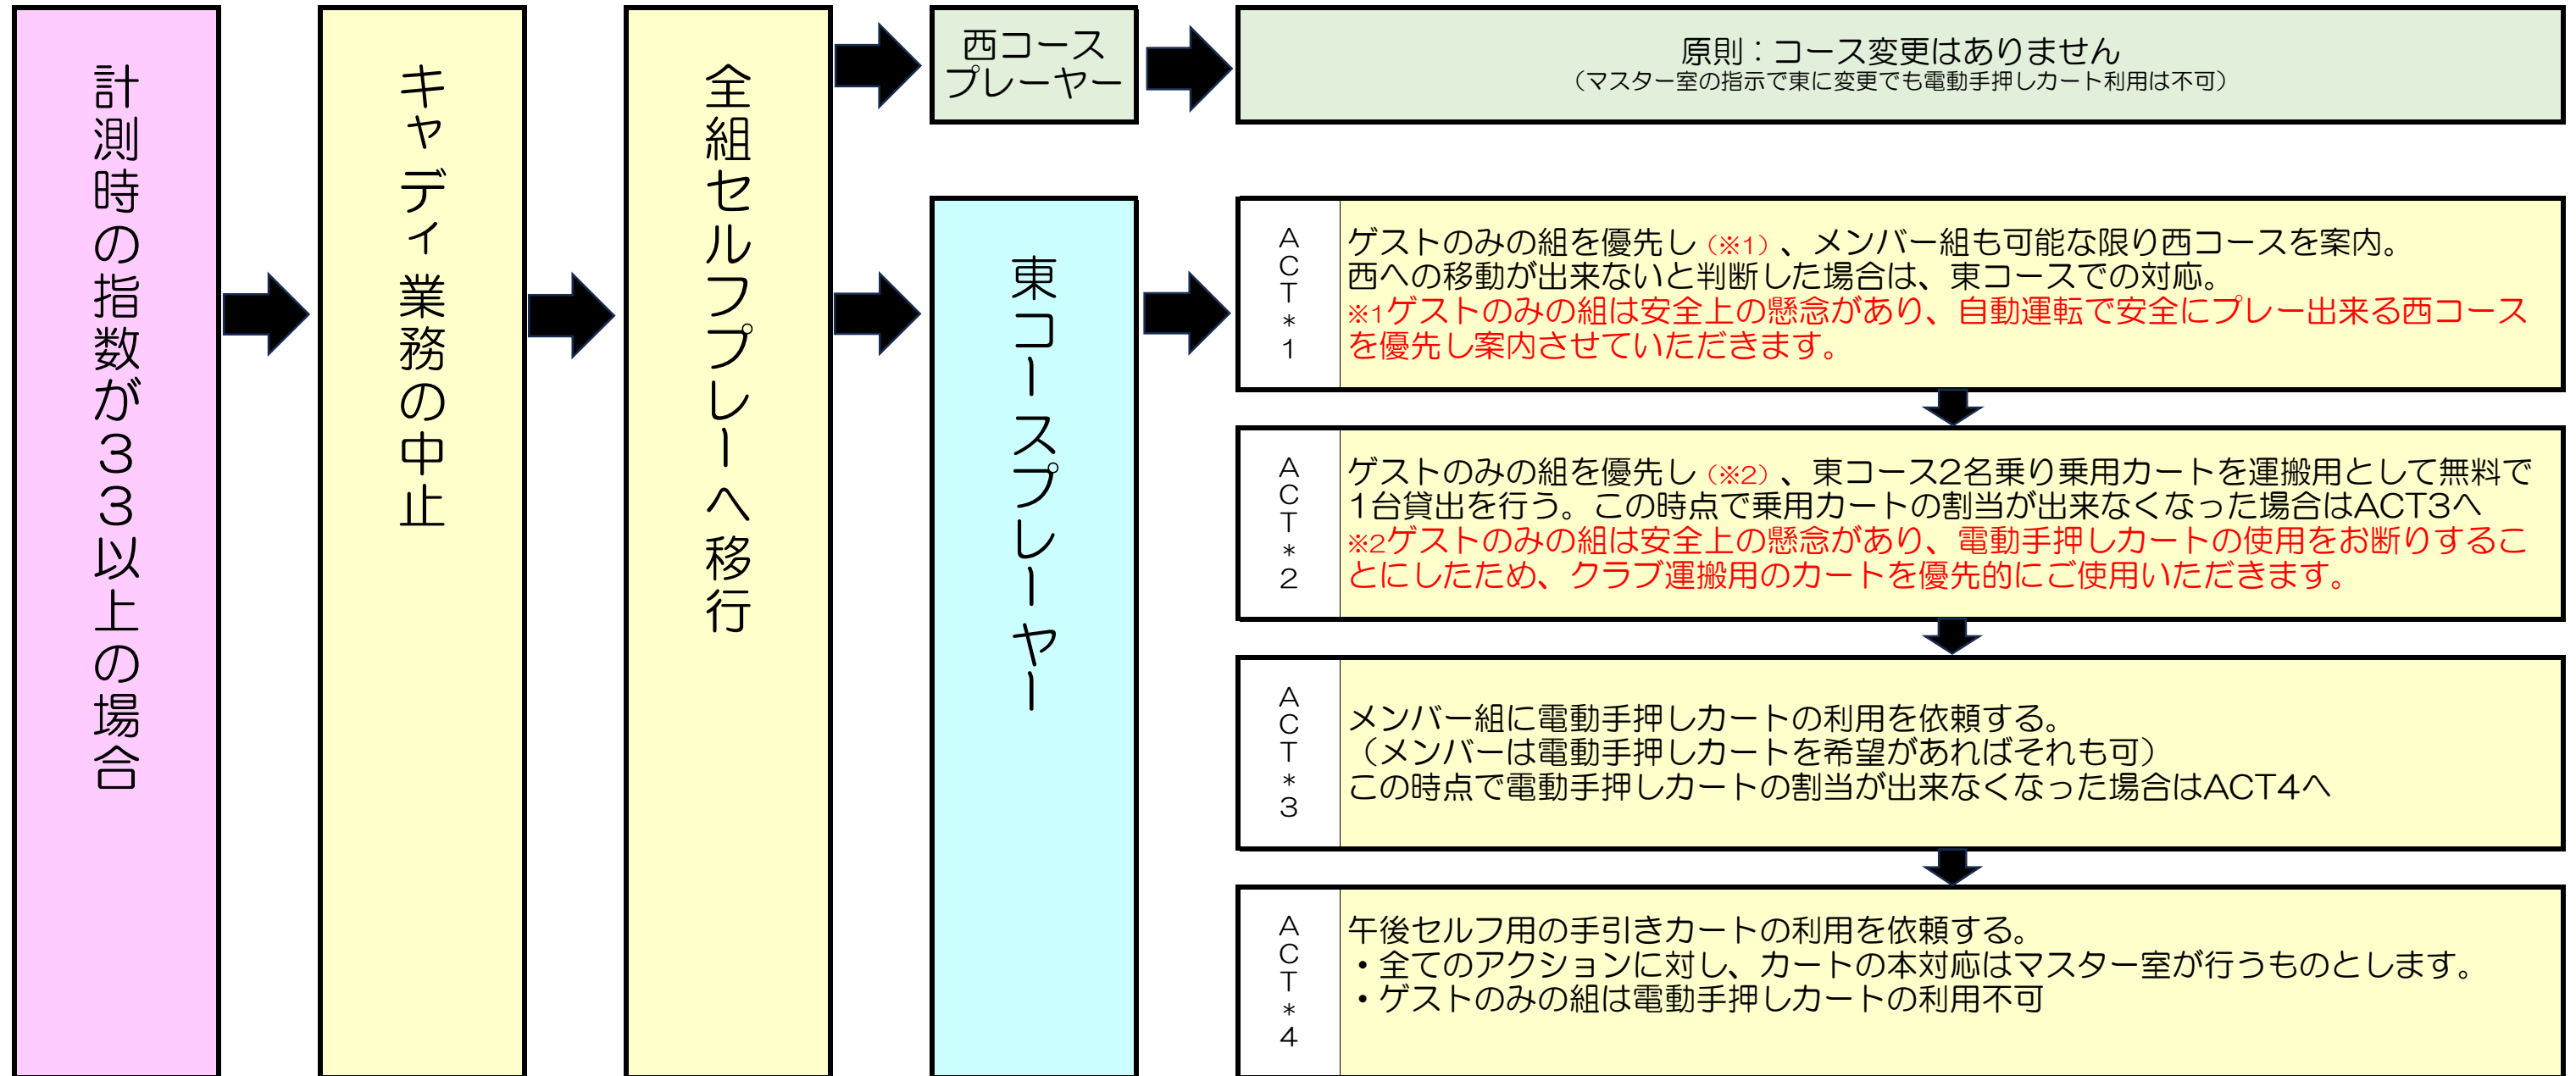 計測時の指数が３３以上の場合
キャディ業務の中止
全組セルフプレーへ移行
西コース
プレーヤー
原則：コース変更はありません
（マスター室の指示で東に変更でも電動手押しカート利用は不可）
東コースプレーヤー
ACT*1
ゲストのみの組を優先し（※1）、メンバー組も可能な限り西コースを案内。
西への移動が出来ないと判断した場合は、東コースでの対応。
※1ゲストのみの組は安全上の懸念があり、自動運転で安全にプレー出来る西コース
を優先し案内させていただきます。
ACT*2
ゲストのみの組を優先し（※2）、東コース2名乗り乗用カートを運搬用として無料で
1台貸出を行う。この時点で乗用カートの割当が出来なくなった場合はACT3へ
※2ゲストのみの組は安全上の懸念があり、電動手押しカートの使用をお断りするこ
とにしたため、クラブ運搬用のカートを優先的にご使用いただきます。
ACT*3
メンバー組に電動手押しカートの利用を依頼する。
（メンバーは電動手押しカートを希望があればそれも可）
この時点で電動手押しカートの割当が出来なくなった場合はACT4へ
ACT*4
午後セルフ用の手引きカートの利用を依頼する。
・全てのアクションに対し、カートの本対応はマスター室が行うものとします。
・ゲストのみの組は電動手押しカートの利用不可